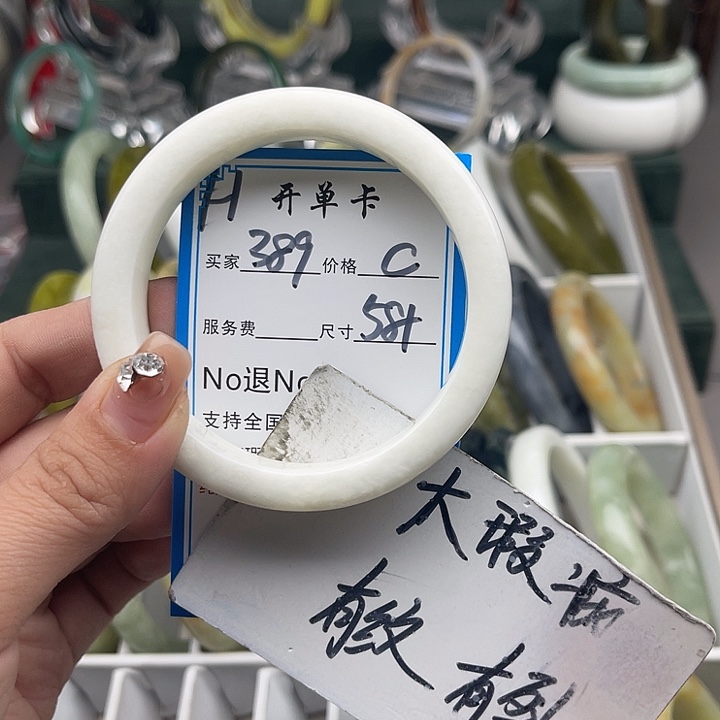 H 开单卡
买家 389 价格 C
服务费 尺寸 58+
No退No
支持全国
大瑕疵
有纹
有